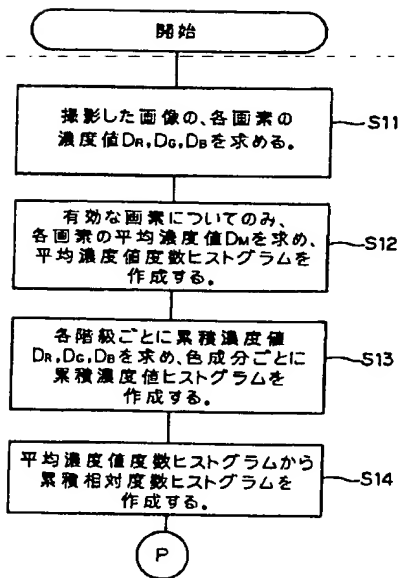 開始
撮影した画像の、各画素の
濃度値DR,DG,DBを求める。
S11
有効な画素についてのみ、
各画素の平均濃度値DMを求め、
平均濃度値度数ヒストグラムを
作成する。
S12
各階級ごとに累積濃度値
DR,DG,DBを求め、色成分ごとに
累積濃度値ヒストグラムを
作成する。
S13
平均濃度値度数ヒストグラムから
累積相対度数ヒストグラムを
作成する。
S14
P